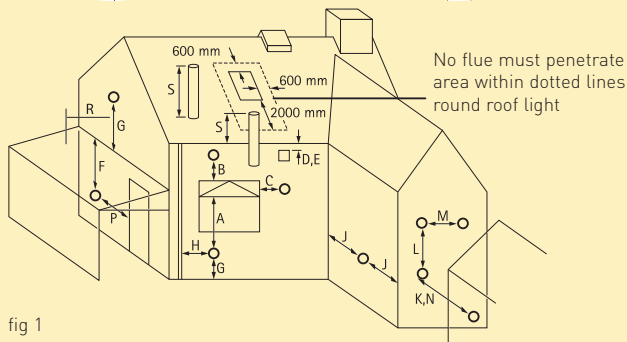 600 mm
600 mm
2000 mm
No flue must penetrate
area within dotted lines
round roof light
S
R
G
S
F
B
D,E
C
P
A
H
G
J
J
M
L
K,N
fig 1